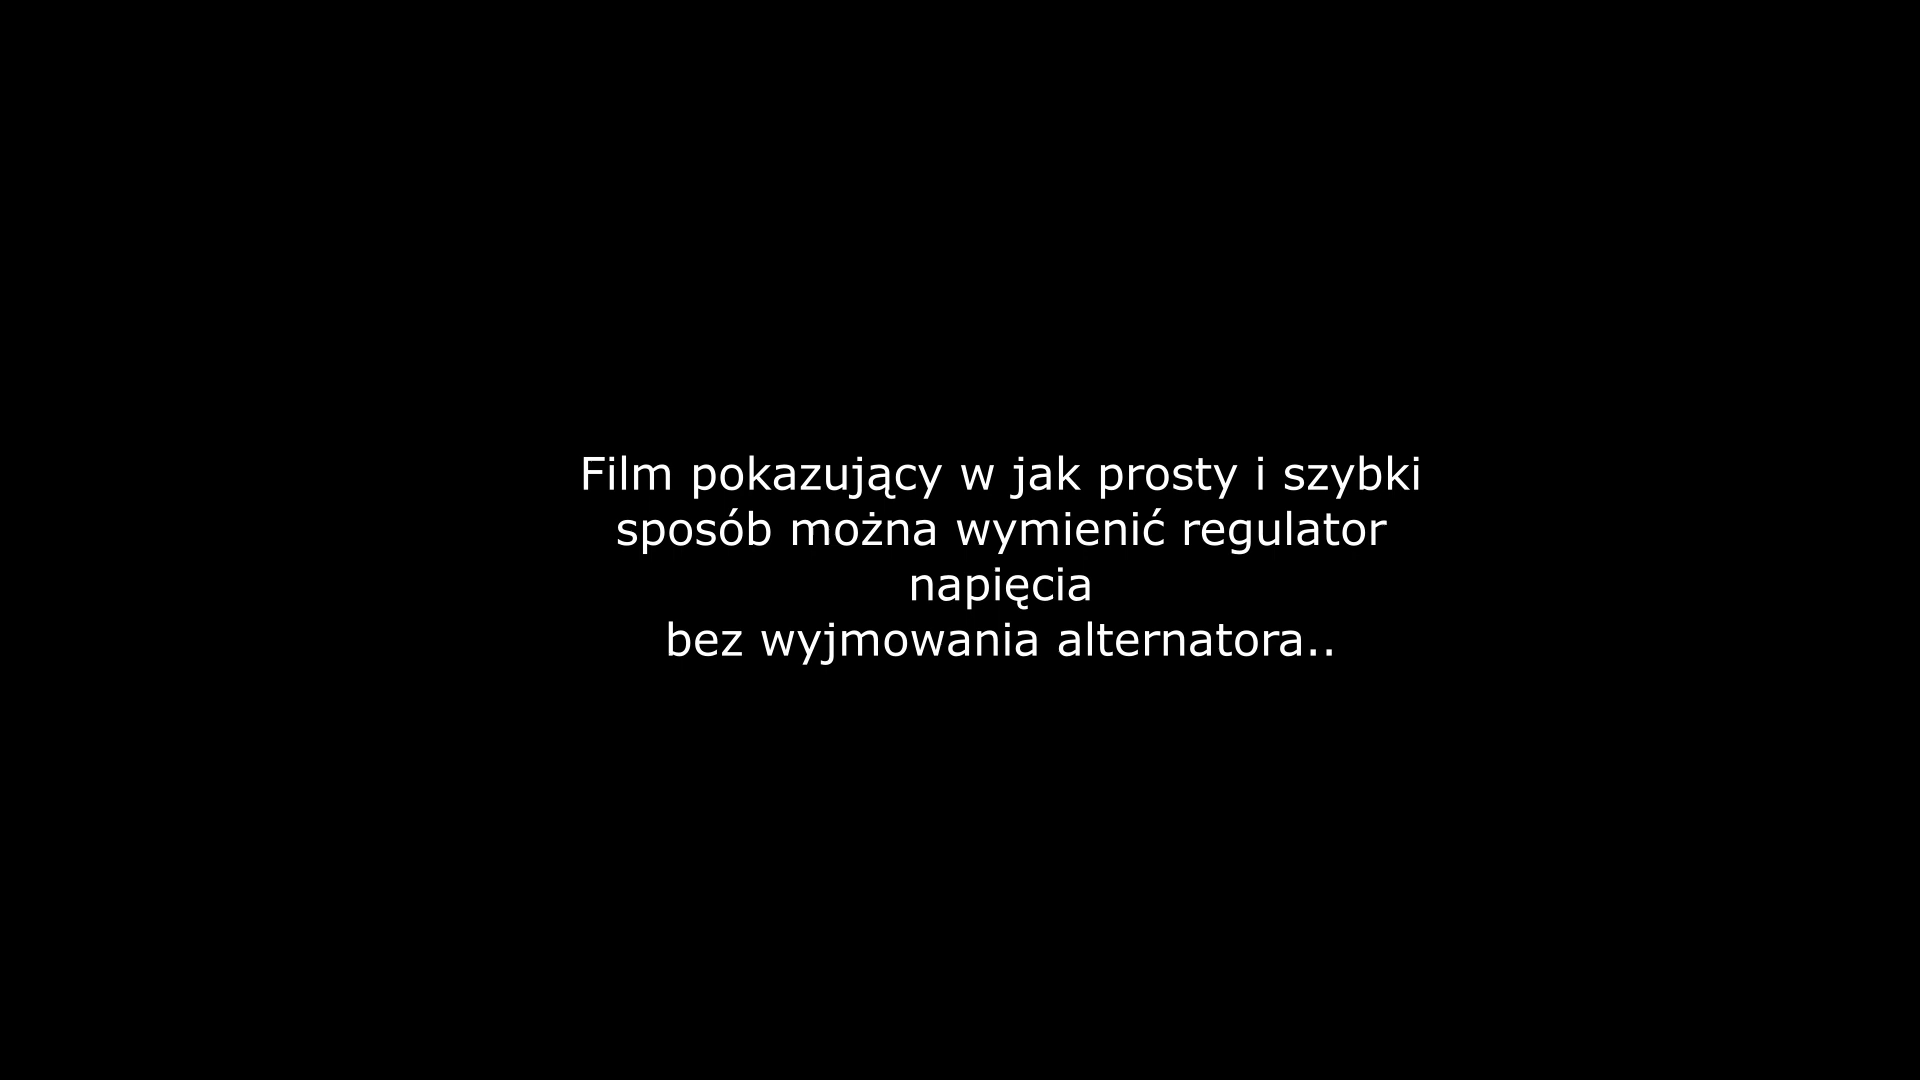 Film pokazujący w jak prosty i szybki
sposób można wymienić regulator
napięcia
bez wyjmowania alternatora..